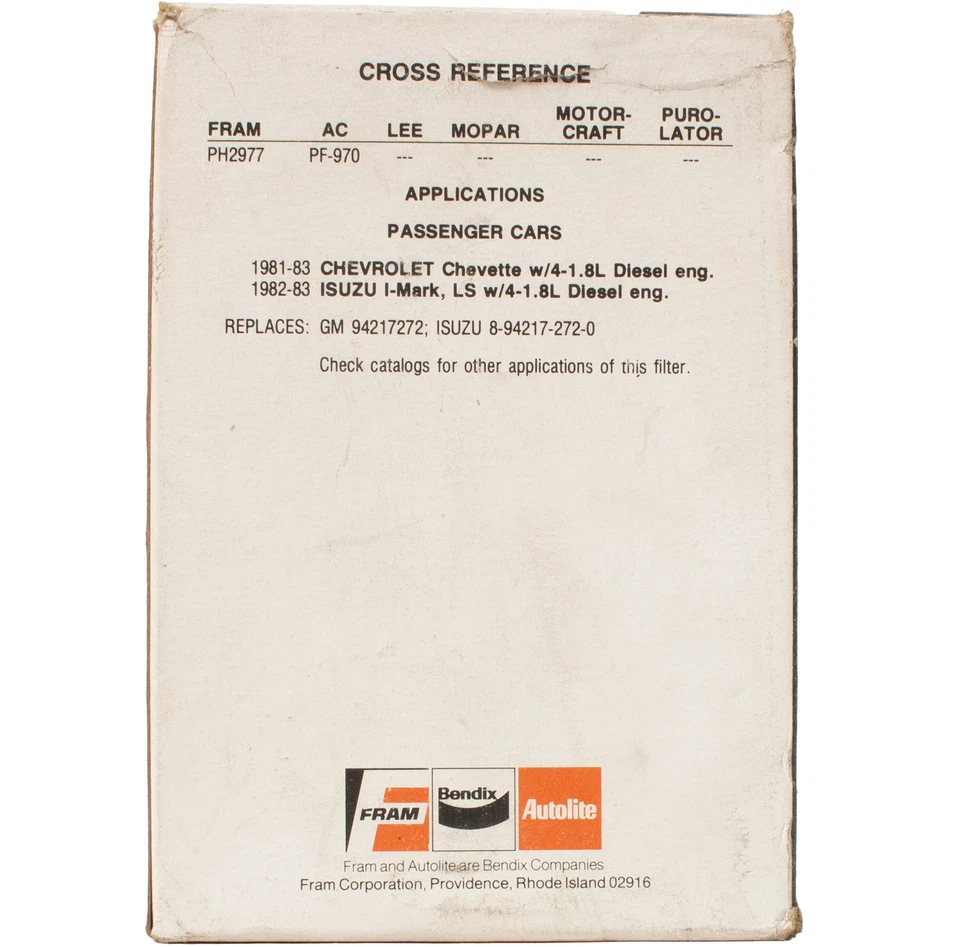 CROSS REFERENCE
FRAM AC LEE MOPAR MOTOR-CRAFT PURO-LATOR
PH2977 PF-970 --- --- --- ---
APPLICATIONS
PASSENGER CARS
1981-83 CHEVROLET Chevette w/4-1.8L Diesel eng.
1982-83 ISUZU I-Mark, LS w/4-1.8L Diesel eng.
REPLACES: GM 94217272; ISUZU 8-94217-272-0
Check catalogs for other applications of this filter.
FRAM Bendix Autolite
Fram and Autolite are Bendix Companies
Fram Corporation, Providence, Rhode Island 02916